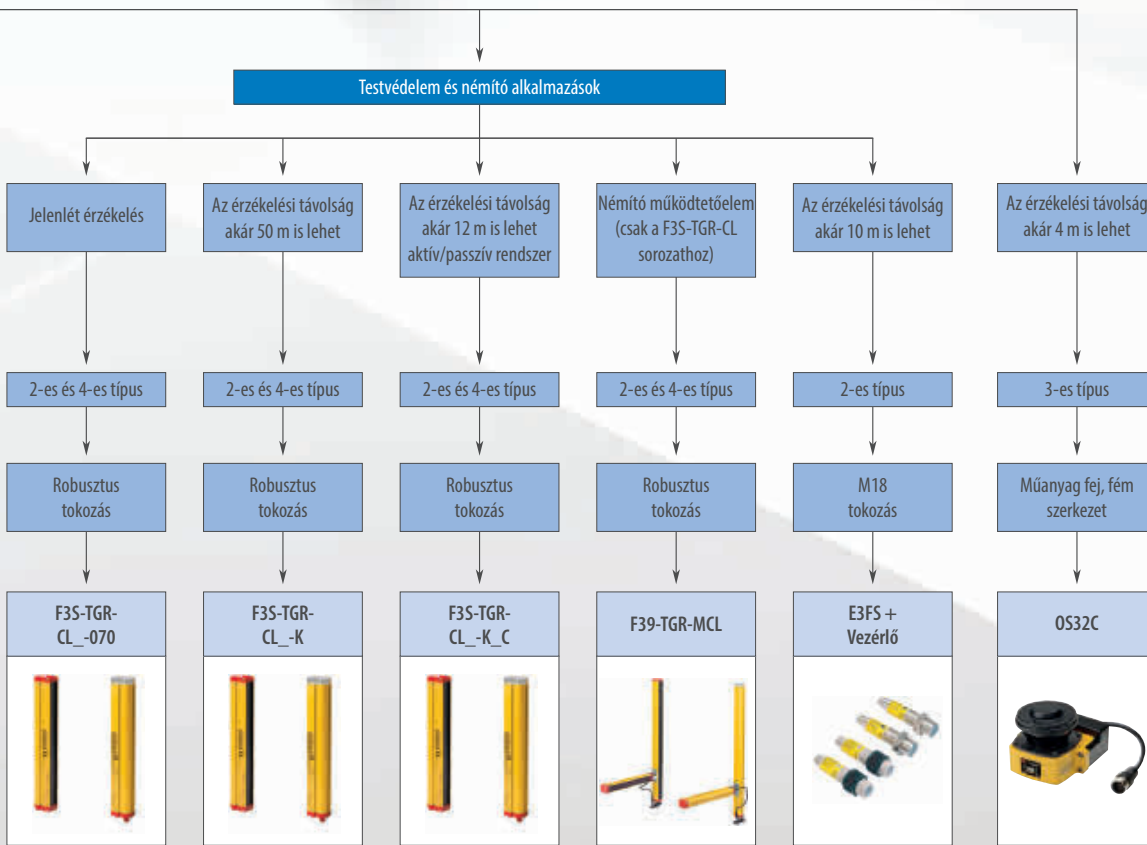 Testvédelem és némító alkalmazások
Jelenlét érzékelés
Az érzékelési távolság
akár 50 m is lehet
Az érzékelési távolság
akár 12 m is lehet
aktív/passzív rendszer
Némító működtetőelem
(csak a F3S-TGR-CL
sorozathoz)
Az érzékelési távolság
akár 10 m is lehet
Az érzékelési távolság
akár 4 m is lehet
2-es és 4-es típus
2-es és 4-es típus
2-es és 4-es típus
2-es és 4-es típus
2-es típus
3-es típus
Robusztus
tokozás
Robusztus
tokozás
Robusztus
tokozás
Robusztus
tokozás
M18
tokozás
Műanyag fej, fém
szerkezet
F3S-TGR-
CL_-070
F3S-TGR-
CL_-K
F3S-TGR-
CL_-K_C
F39-TGR-MCL
E3FS +
Vezérlő
OS32C